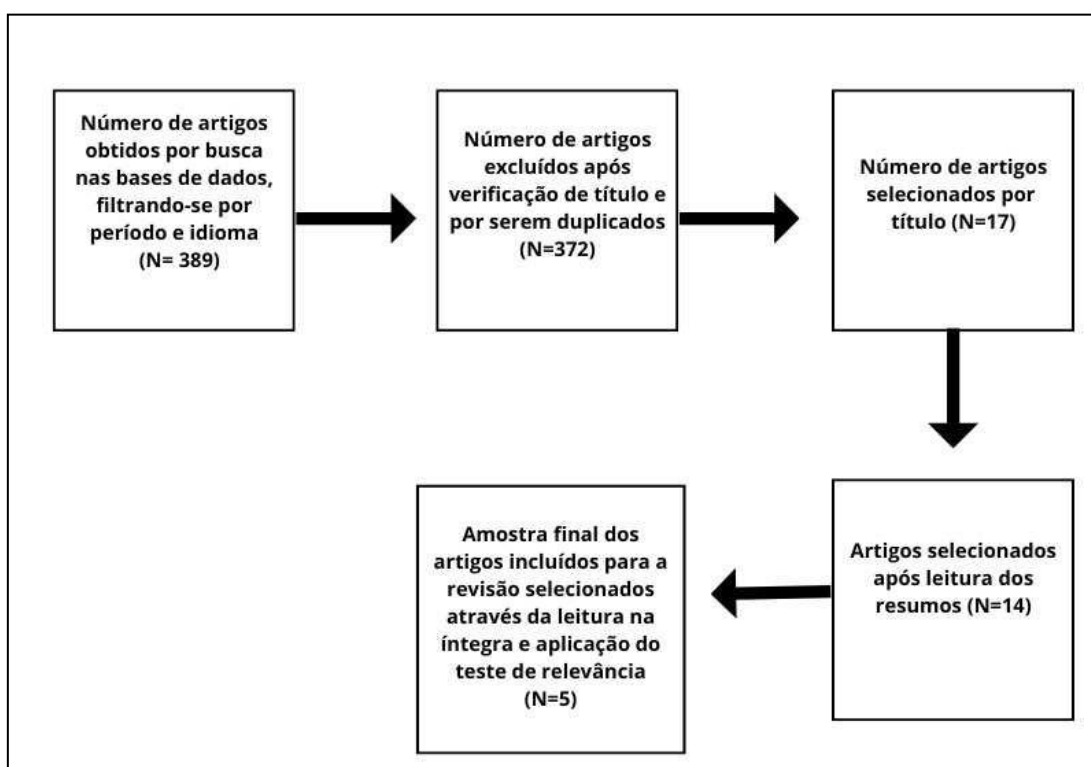 Número de artigos
obtidos por busca
nas bases de dados,
filtrando-se por
período e idioma
(N= 389)
Número de artigos
excluídos após
verificação de título e
por serem duplicados
(N=372)
Número de artigos
selecionados por
título (N=17)
Artigos selecionados
após leitura dos
resumos (N=14)
Amostra final dos
artigos incluídos para a
revisão selecionados
através da leitura na
íntegra e aplicação do
teste de relevância
(N=5)